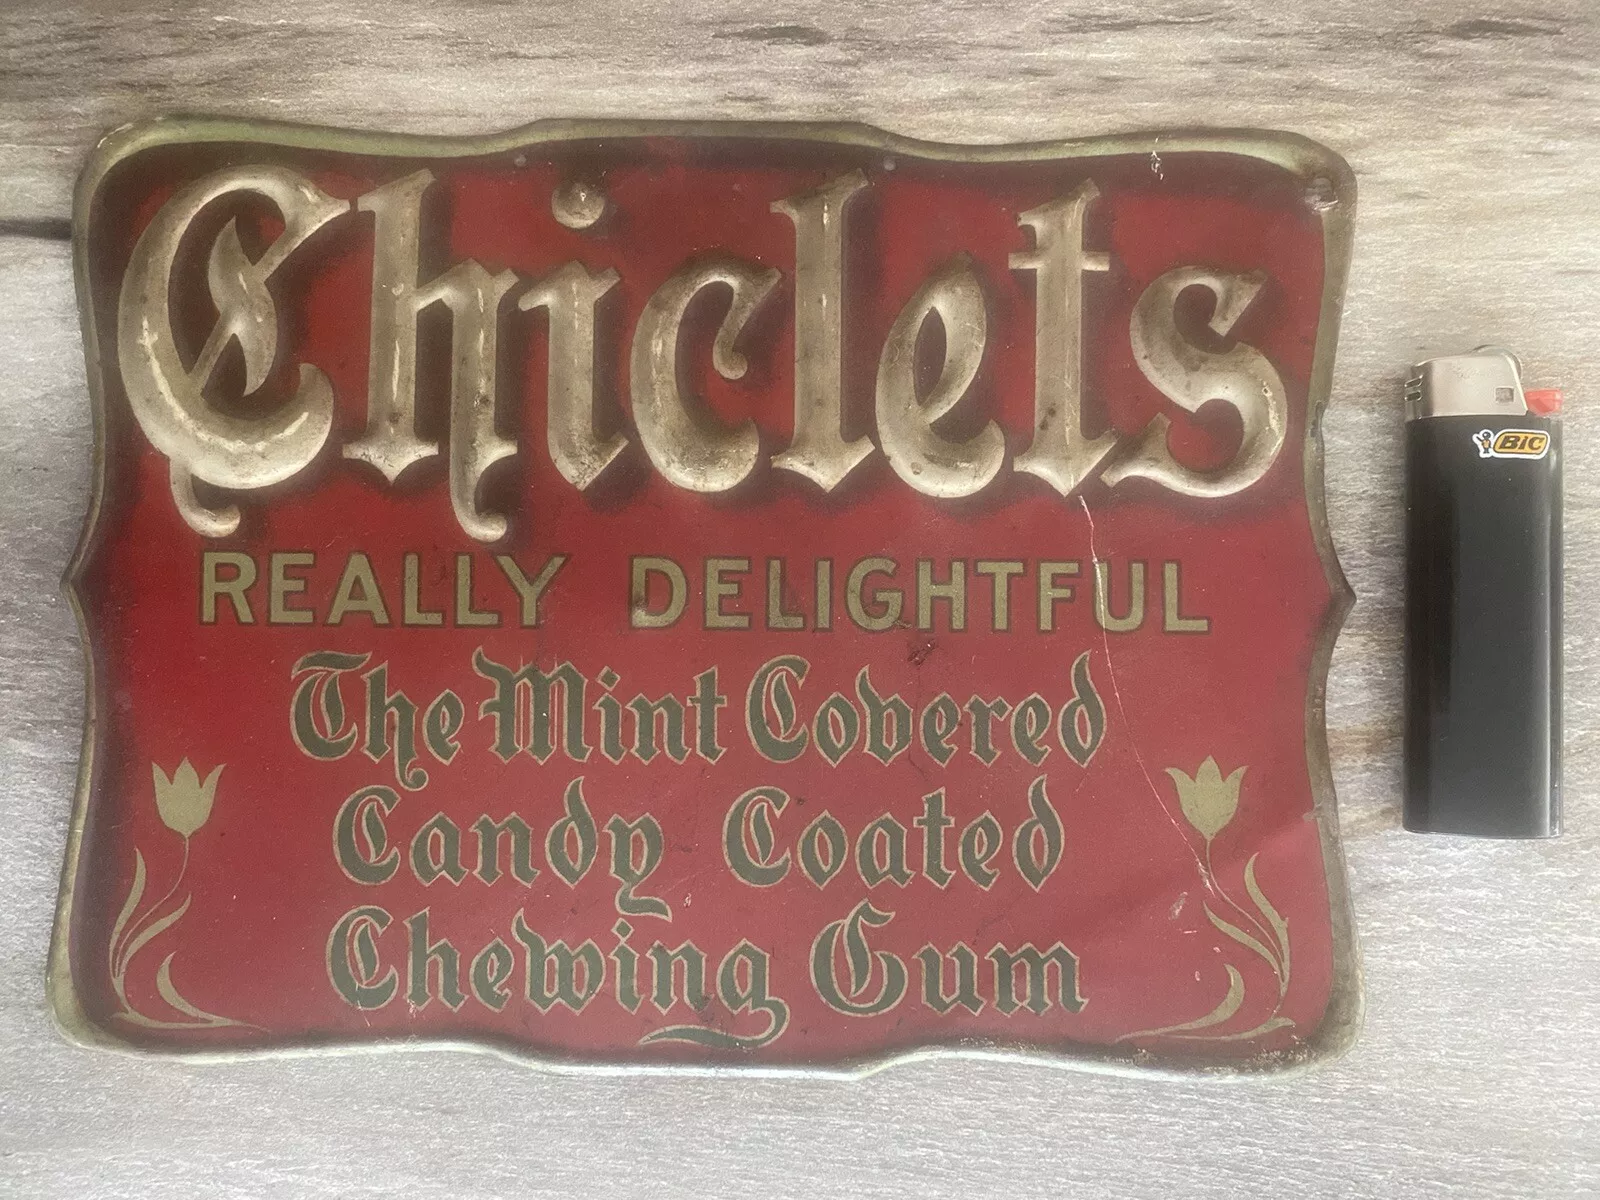 Chiclets
REALLY DELIGHTFUL
The Mint Covered
Candy Coated
Chewing Gum
BIC